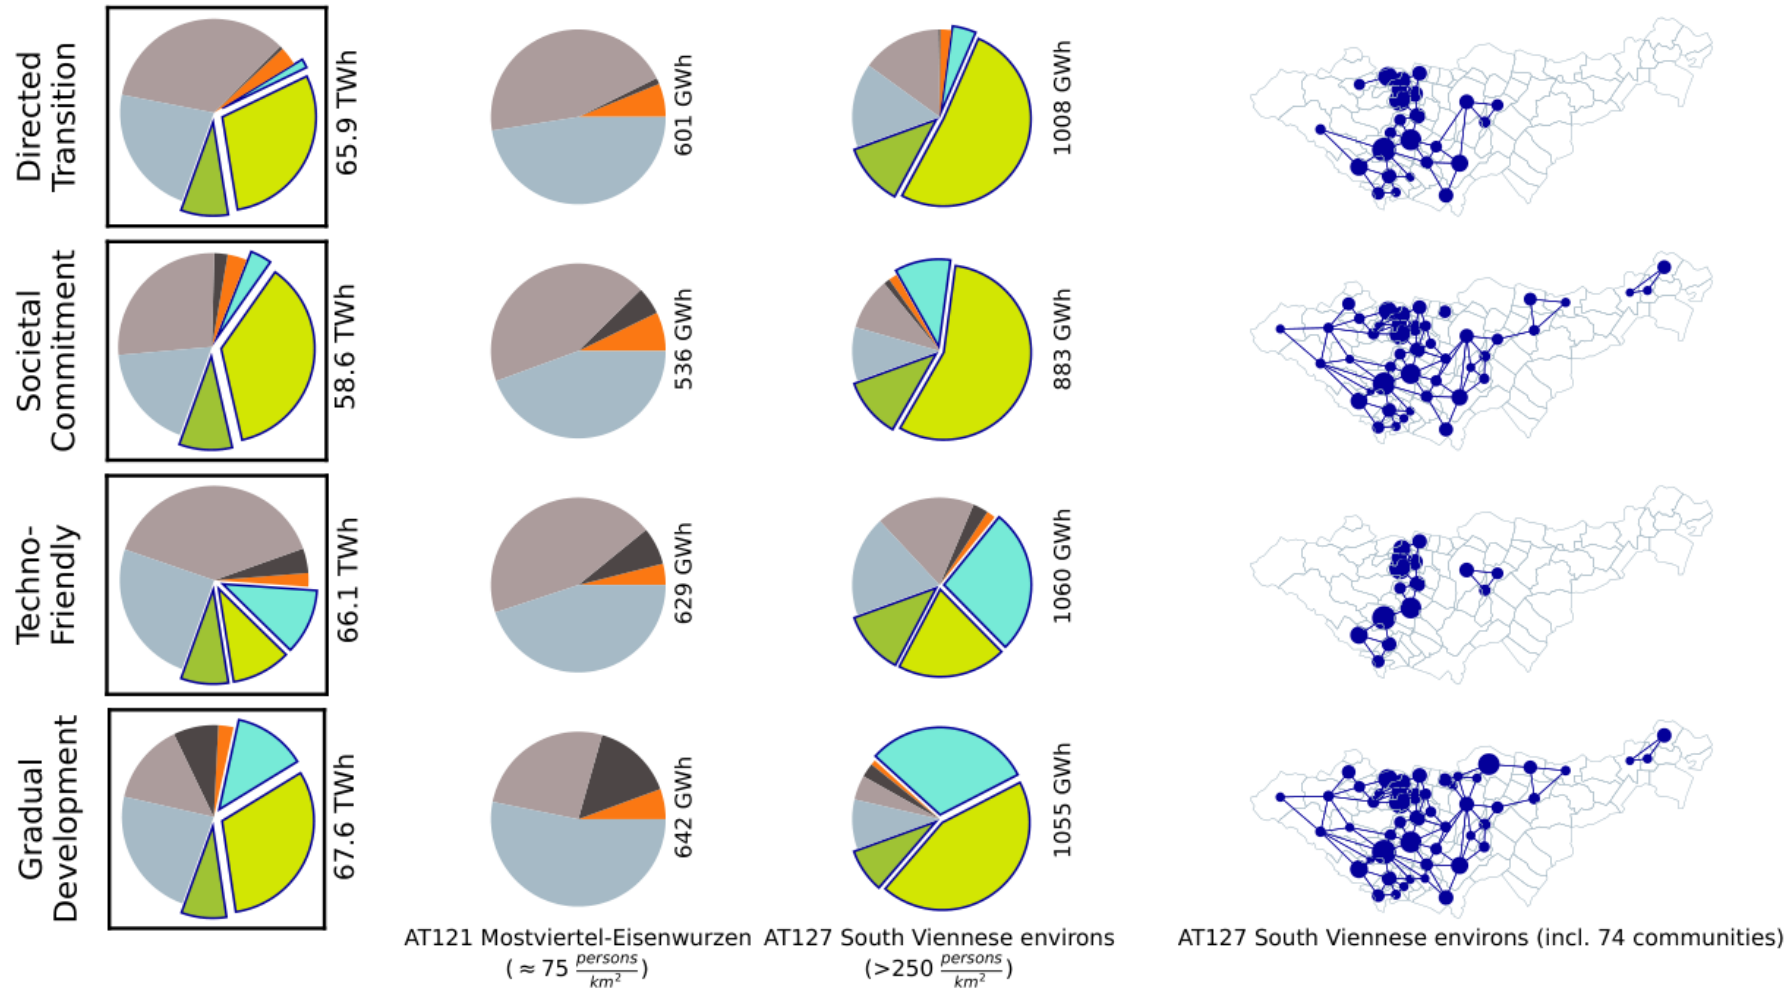 Directed
Transition
65.9 TWh
601 GWh
1008 GWh
Societal
Commitment
58.6 TWh
536 GWh
883 GWh
Techno-
Friendly
66.1 TWh
629 GWh
1060 GWh
Gradual
Development
67.6 TWh
642 GWh
1055 GWh
AT121 Mostviertel-Eisenwurzen
(≈75 persons/km²)
AT127 South Viennese environs
(>250 persons/km²)
AT127 South Viennese environs (incl. 74 communities)